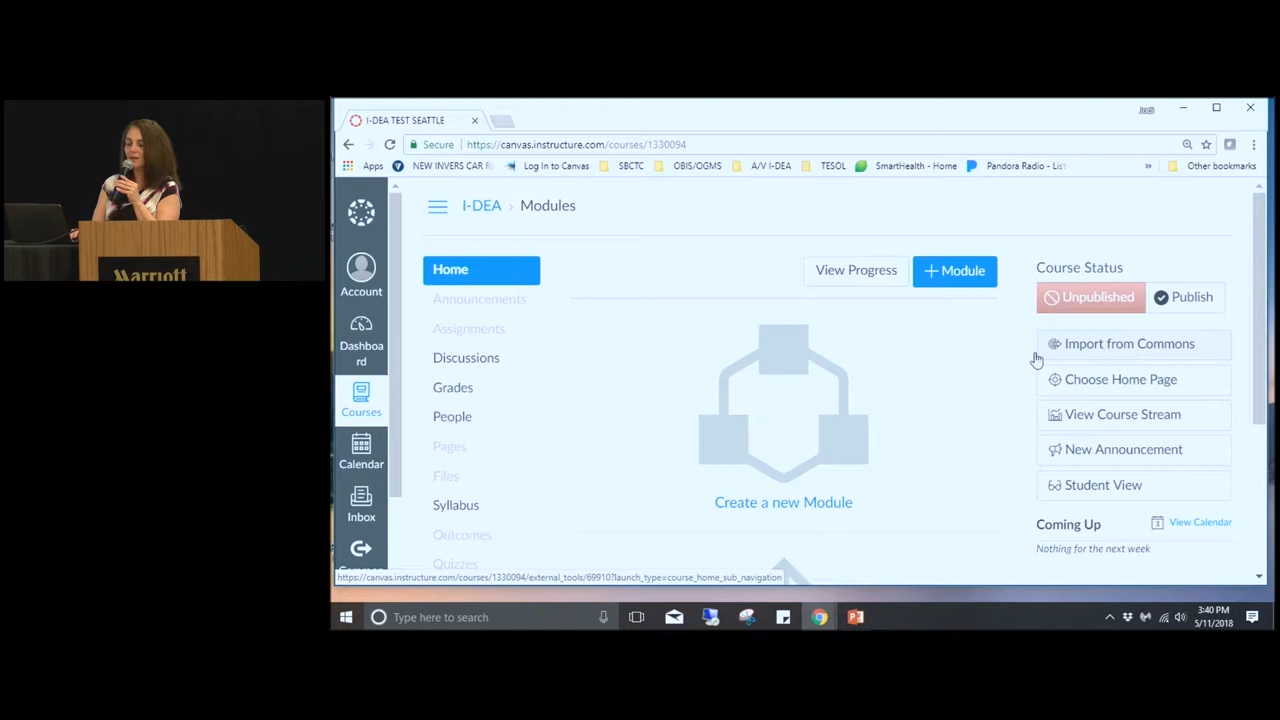 Marriott
I-DEA TEST SEATTLE
Secure
https://canvas.instructure.com/courses/1330094
Apps
NEW INVERS CAR R
Log In to Canvas
SBCTC
OBIS/OGMS
A/V I-DEA
TESOL
SmartHealth - Home
Pandora Radio - List
»
Other bookmarks
I-DEA › Modules
Account
Dashboa
rd
Courses
Calendar
Inbox
Home
Announcements
Assignments
Discussions
Grades
People
Pages
Files
Syllabus
Outcomes
Quizzes
View Progress
+ Module
Create a new Module
Course Status
Unpublished
Publish
Import from Commons
Choose Home Page
View Course Stream
New Announcement
Student View
Coming Up
3
View Calendar
Nothing for the next week
https://canvas.instructure.com/courses/1330094/external_tools/69910?launch_type=course_home_sub_navigation
Type here to search
3:40 PM
5/11/2018